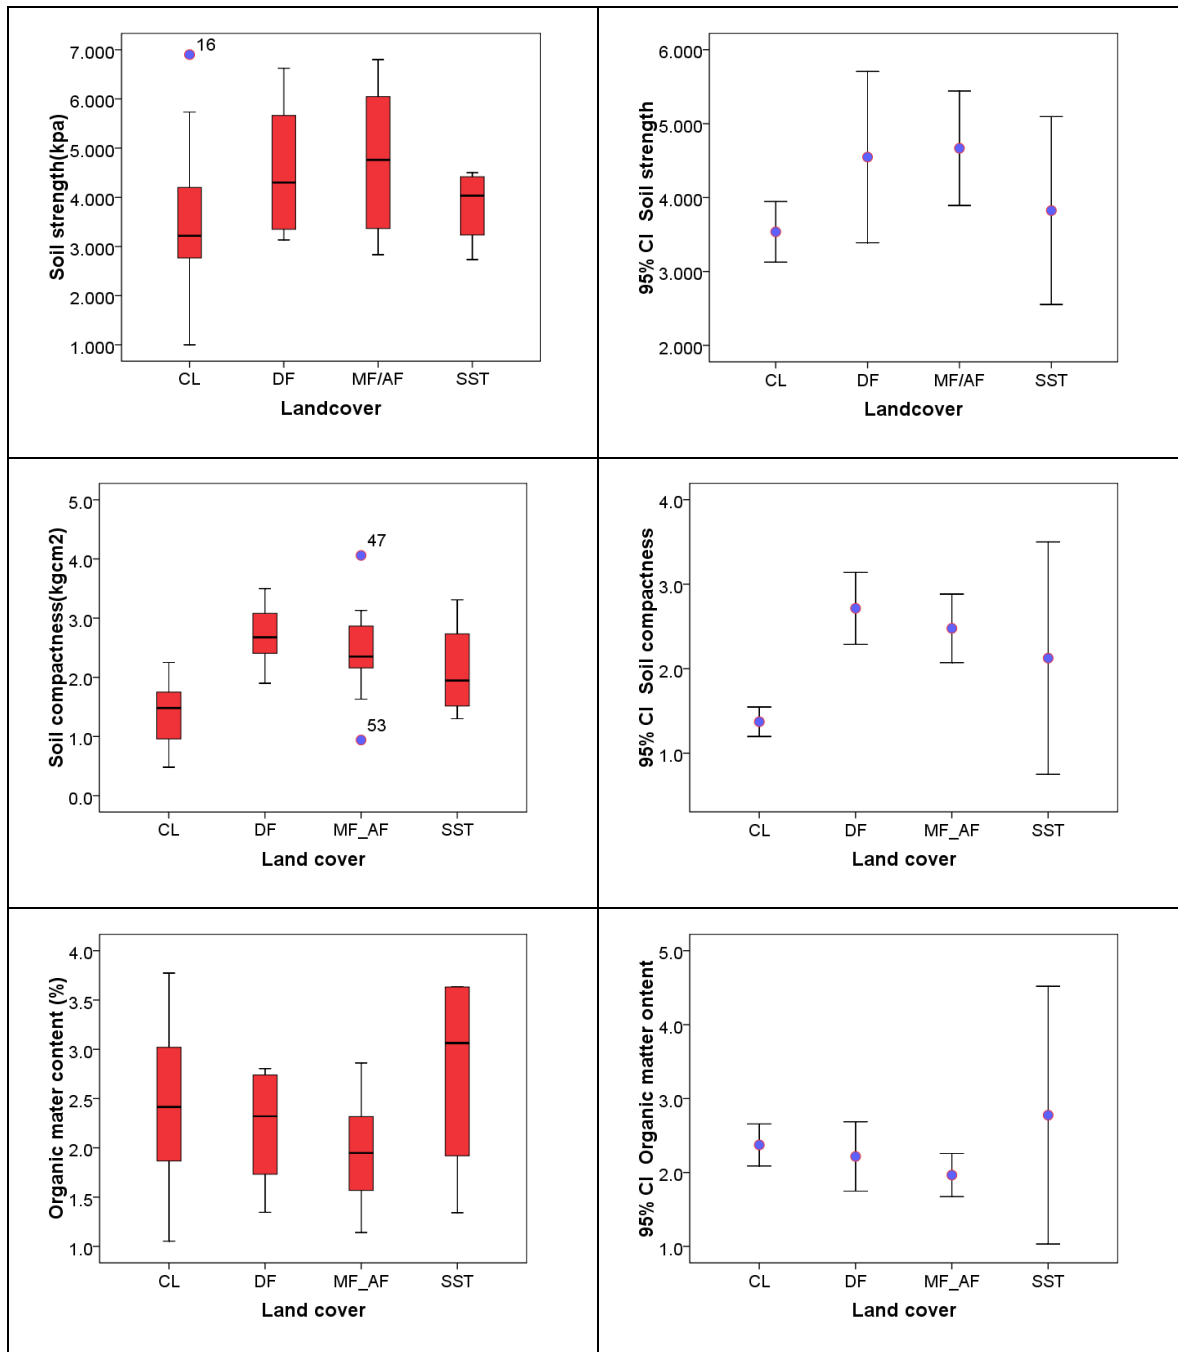 7.000
6.000
5.000
4.000
3.000
2.000
1.000
Soil strength(kpa)
16
CL DF MF/AF SST
Landcover
6.000
5.000
4.000
3.000
2.000
95% CI Soil strength
CL DF MF/AF SST
Landcover
5.0
4.0
3.0
2.0
1.0
0.0
Soil compactness(kgcm2)
47
53
CL DF MF_AF SST
Land cover
4.0
3.0
2.0
1.0
95% CI Soil compactness
CL DF MF_AF SST
Land cover
4.0
3.5
3.0
2.5
2.0
1.5
1.0
Organic mater content (%)
CL DF MF_AF SST
Land cover
5.0
4.0
3.0
2.0
1.0
95% CI Organic matter ontent
CL DF MF_AF SST
Land cover